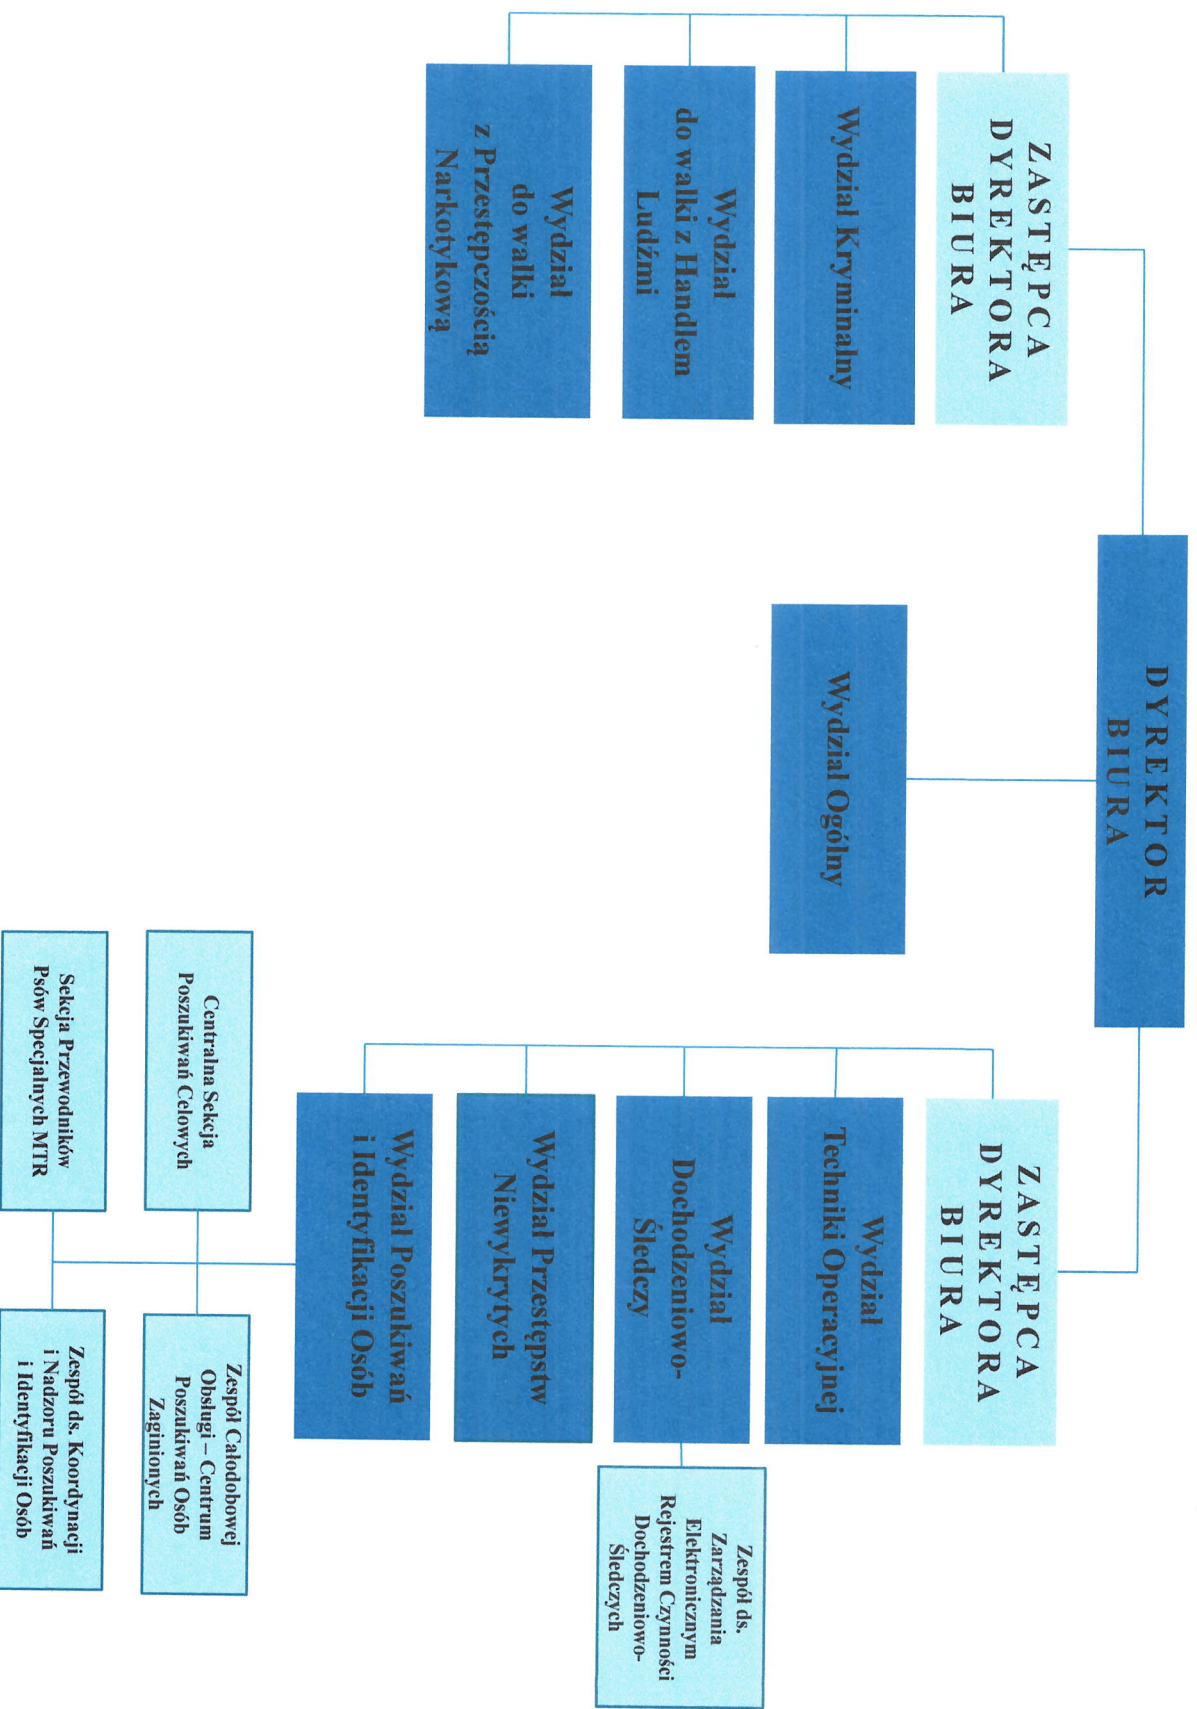 DYREKTOR
BIURA
ZASTĘPCA
DYREKTORA
BIURA
Wydział Kryminalny
Wydział
do walki z Handlem
Ludźmi
Wydział
do walki
z Przestępczością
Narkotykową
Wydział Ogólny
ZASTĘPCA
DYREKTORA
BIURA
Wydział
Techniki Operacyjnej
Wydział
Dochodzeniowo-
Śledczy
Zespół ds.
Zarządzania
Elektronicznym
Rejestrem Czynności
Dochodzeniowo-
Śledczych
Wydział Przestępstw
Niewykrytych
Wydział Poszukiwań
i Identyfikacji Osób
Centralna Sekcja
Poszukiwań Celowych
Zespół Całodobowej
Obsługi – Centrum
Poszukiwań Osób
Zaginionych
Sekcja Przewodników
Psów Specjalnych MTR
Zespół ds. Koordynacji
i Nadzoru Poszukiwań
i Identyfikacji Osób